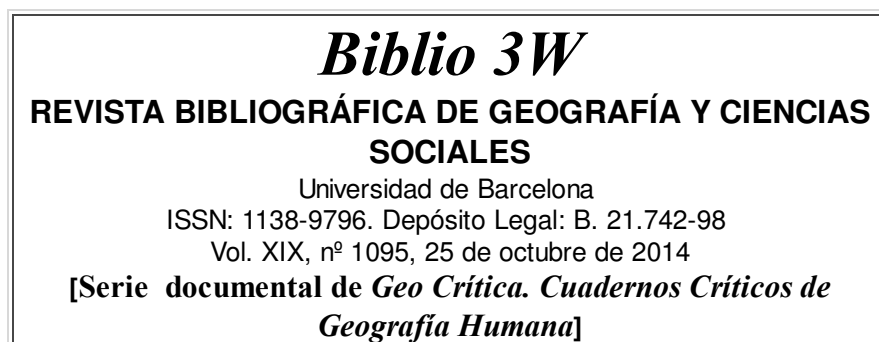 Biblio 3W
REVISTA BIBLIOGRÁFICA DE GEOGRAFÍA Y CIENCIAS
SOCIALES
Universidad de Barcelona
ISSN: 1138-9796. Depósito Legal: B. 21.742-98
Vol. XIX, nº 1095, 25 de octubre de 2014
[Serie documental de Geo Crítica. Cuadernos Críticos de
Geografía Humana]